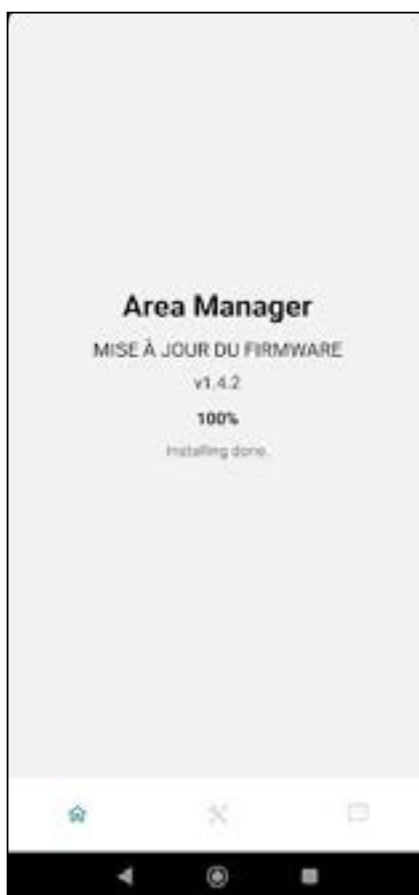 Area Manager
MISE À JOUR DU FIRMWARE
v1.4.2
100%
Installing done.